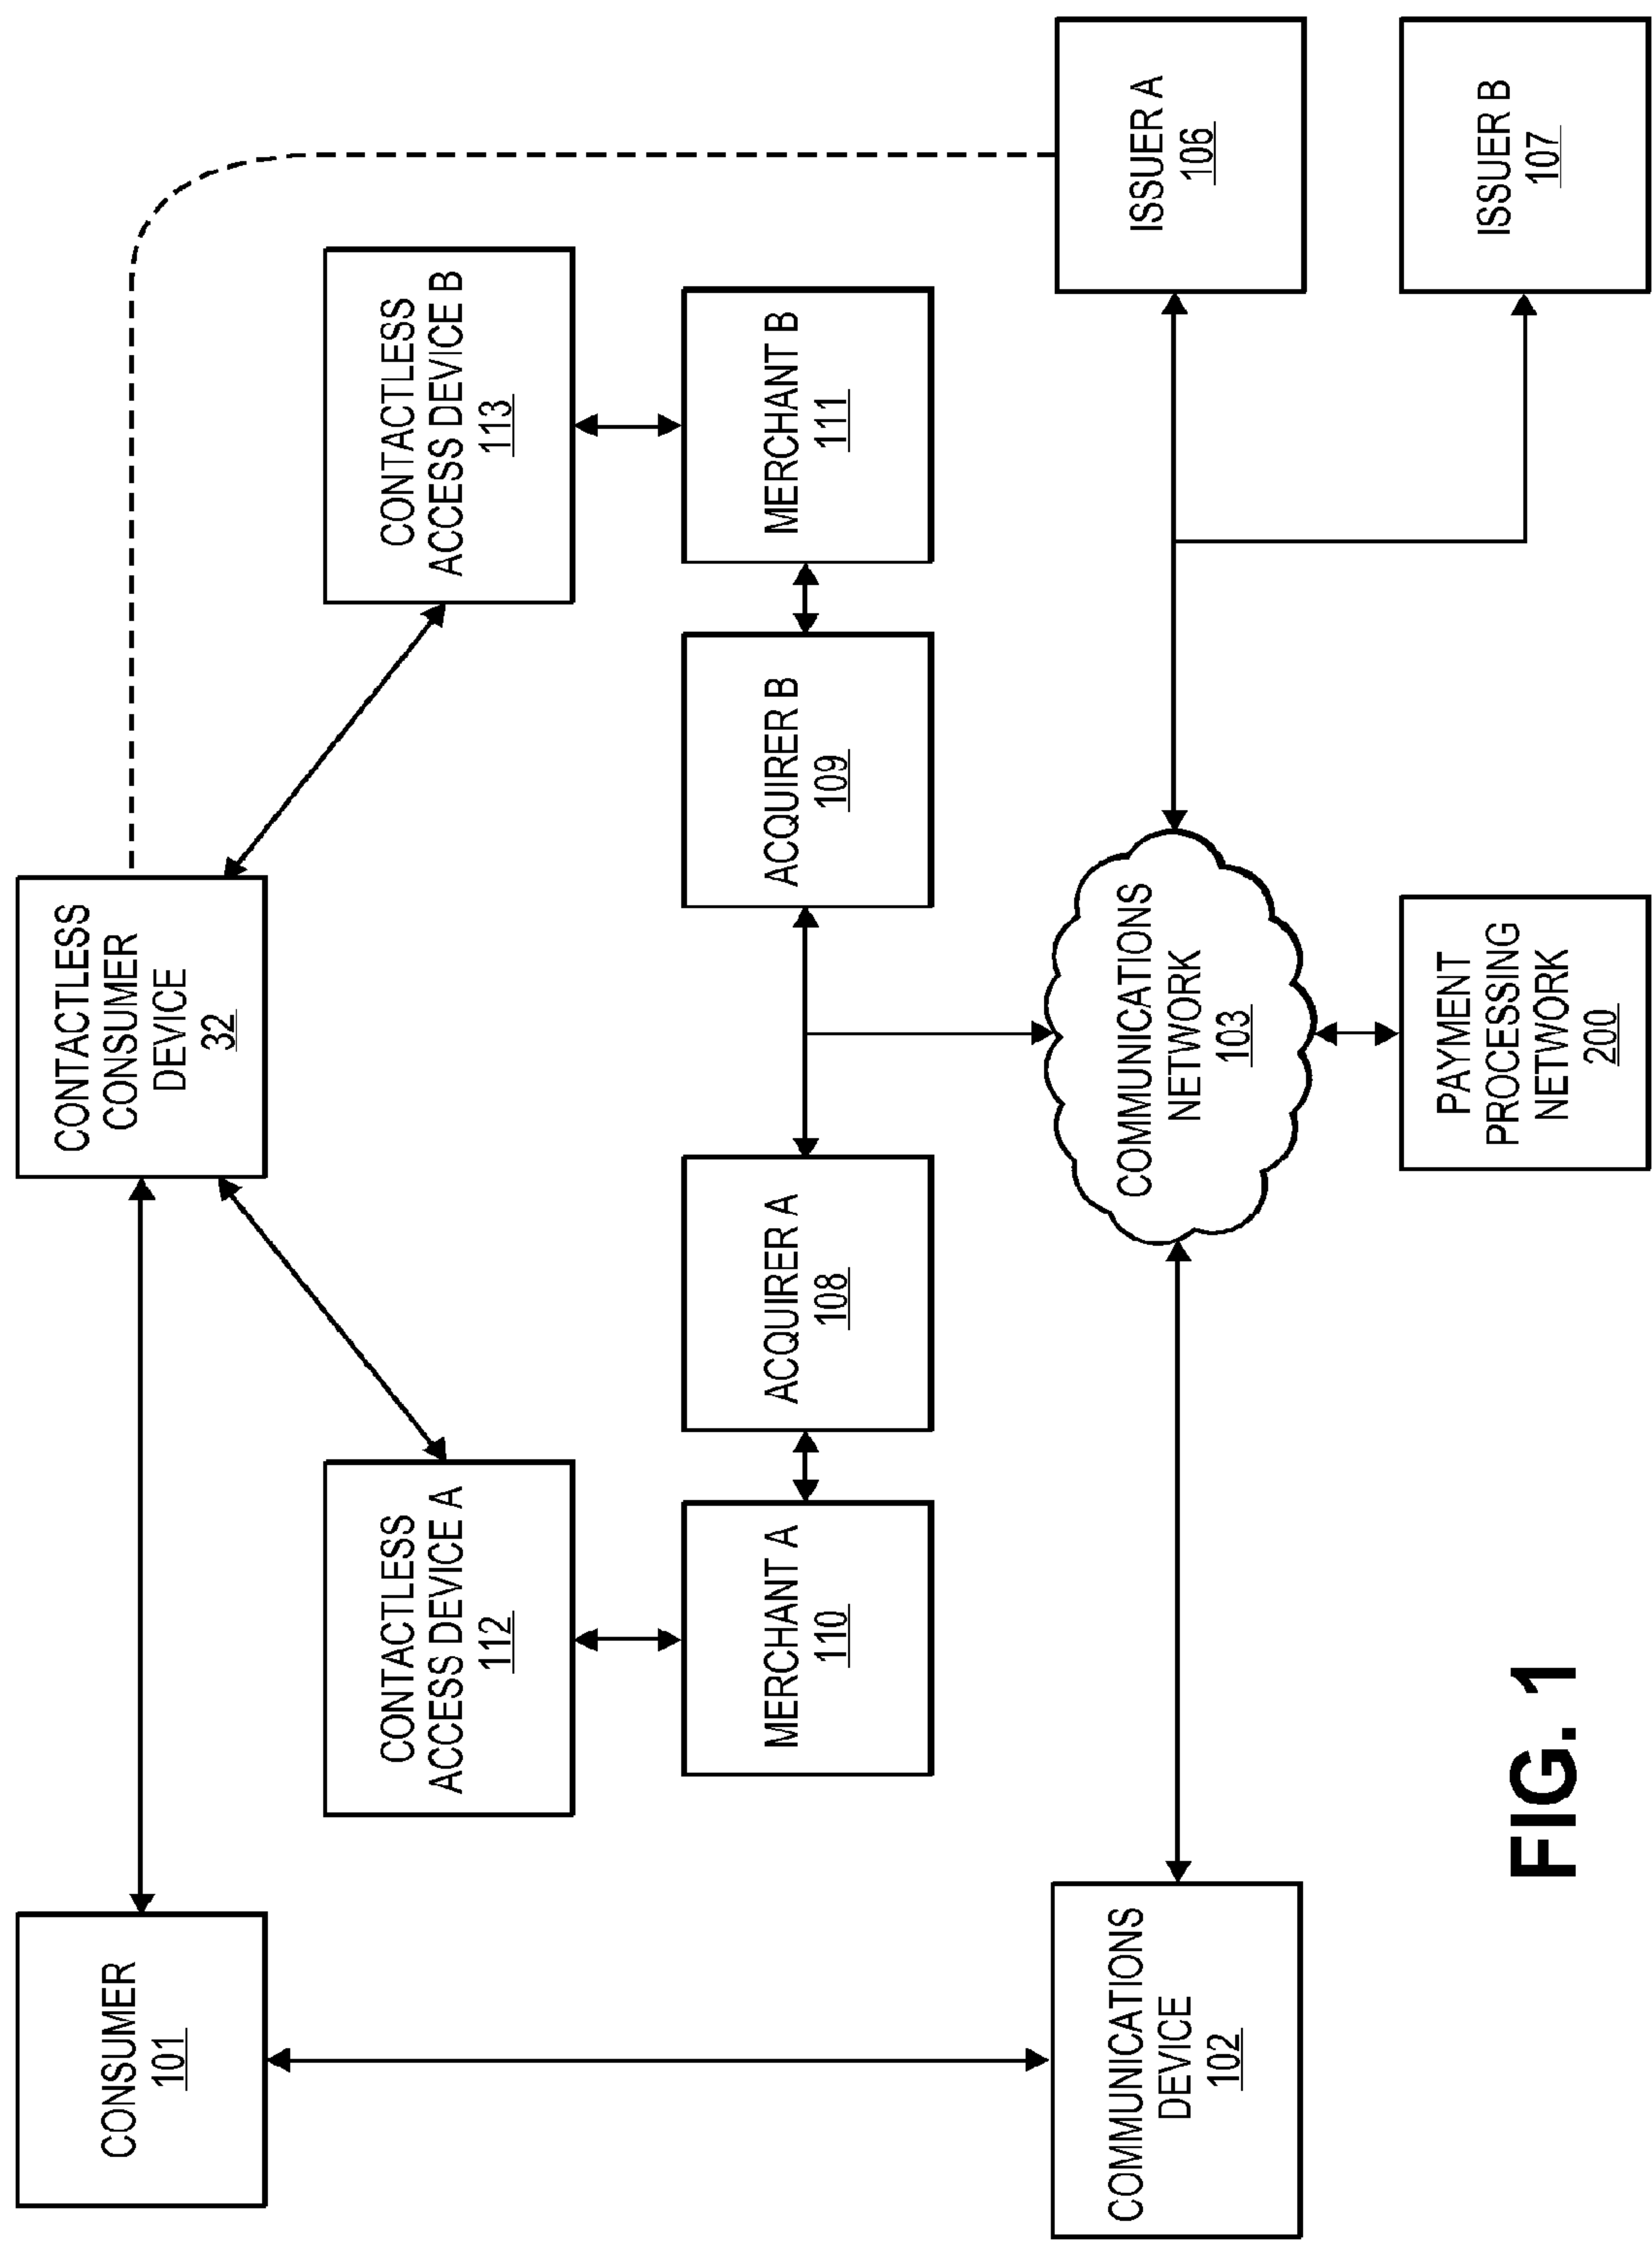 CONSUMER
101
CONTACTLESS
CONSUMER
DEVICE
32
CONTACTLESS
ACCESS DEVICE A
112
CONTACTLESS
ACCESS DEVICE B
113
MERCHANT A
110
ACQUIRER A
108
ACQUIRER B
109
MERCHANT B
111
COMMUNICATIONS
DEVICE
102
COMMUNICATIONS
NETWORK
103
ISSUER A
106
PAYMENT
PROCESSING
NETWORK
200
ISSUER B
107
FIG. 1